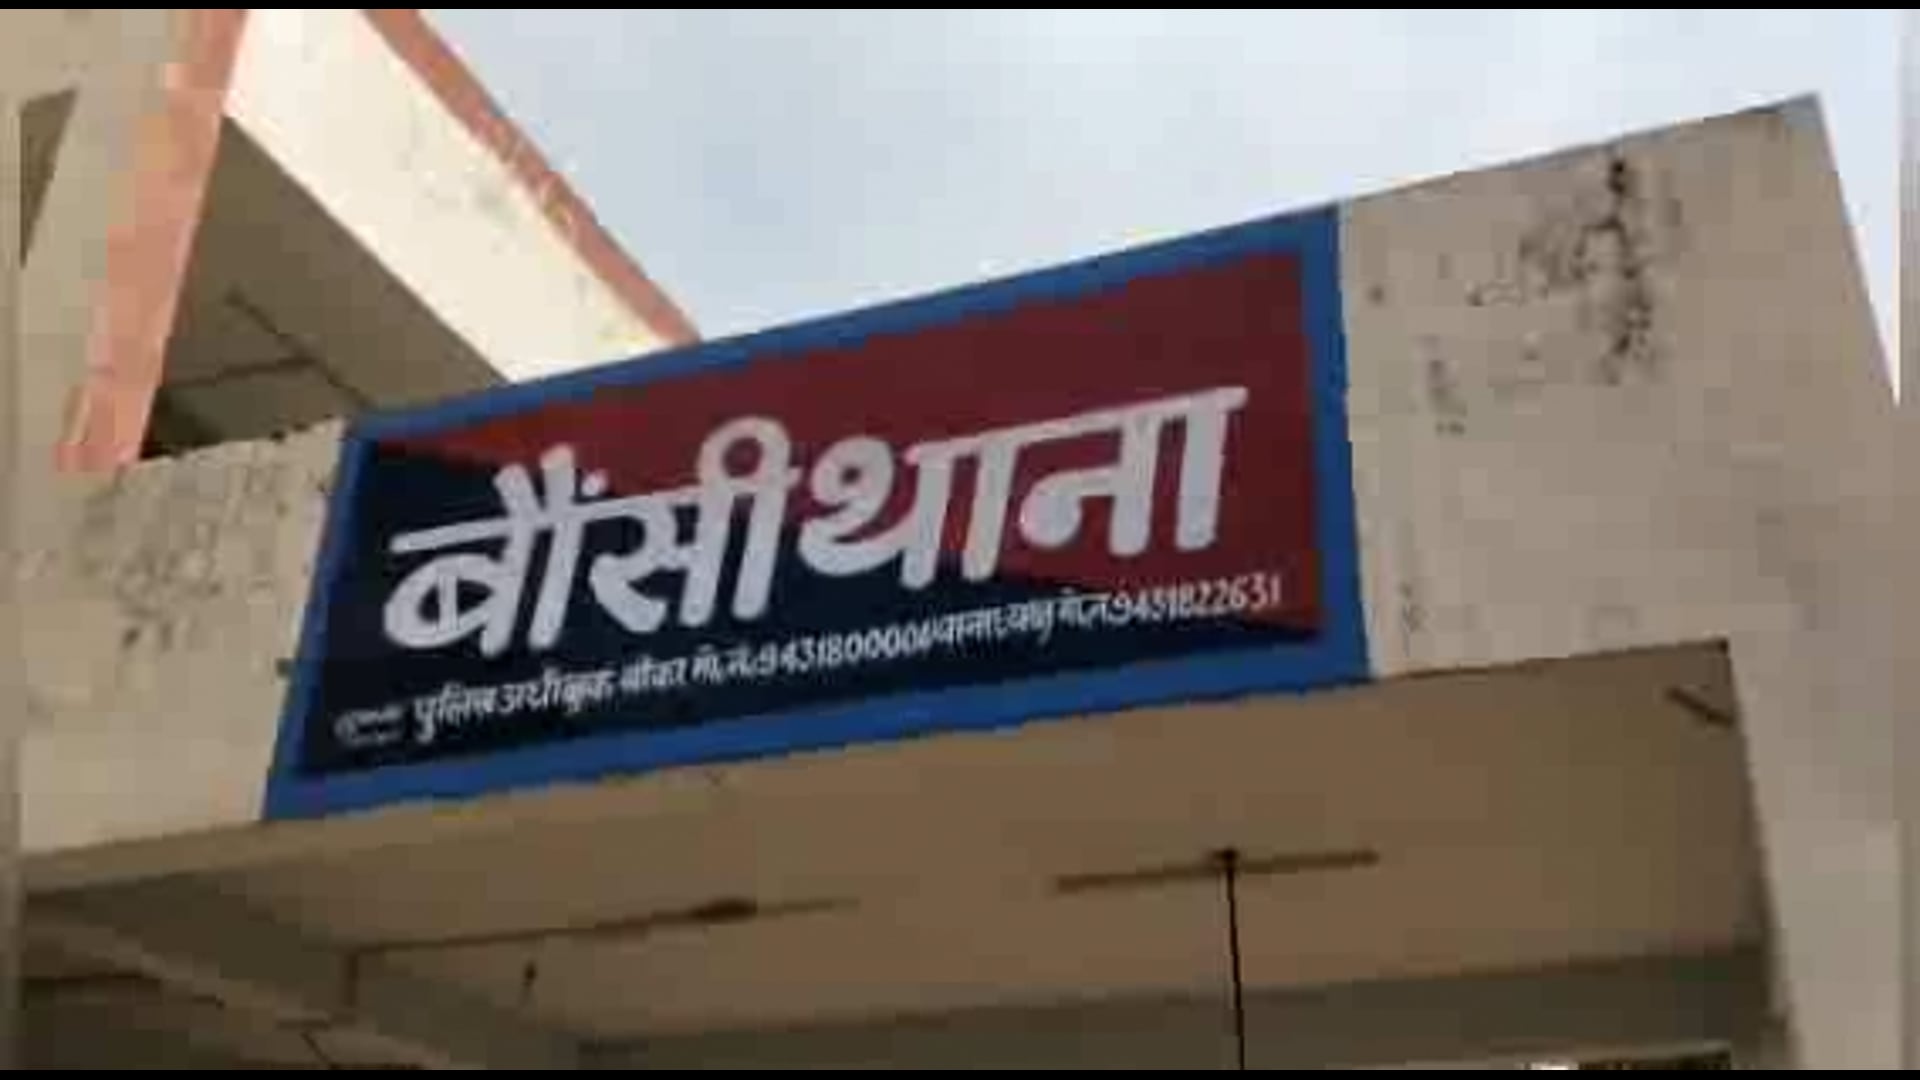 बौंसी थाना
पुलिस अधीक्षक बांका मो.नं.9431800004 थानाध्यक्ष मो.नं.9431822631